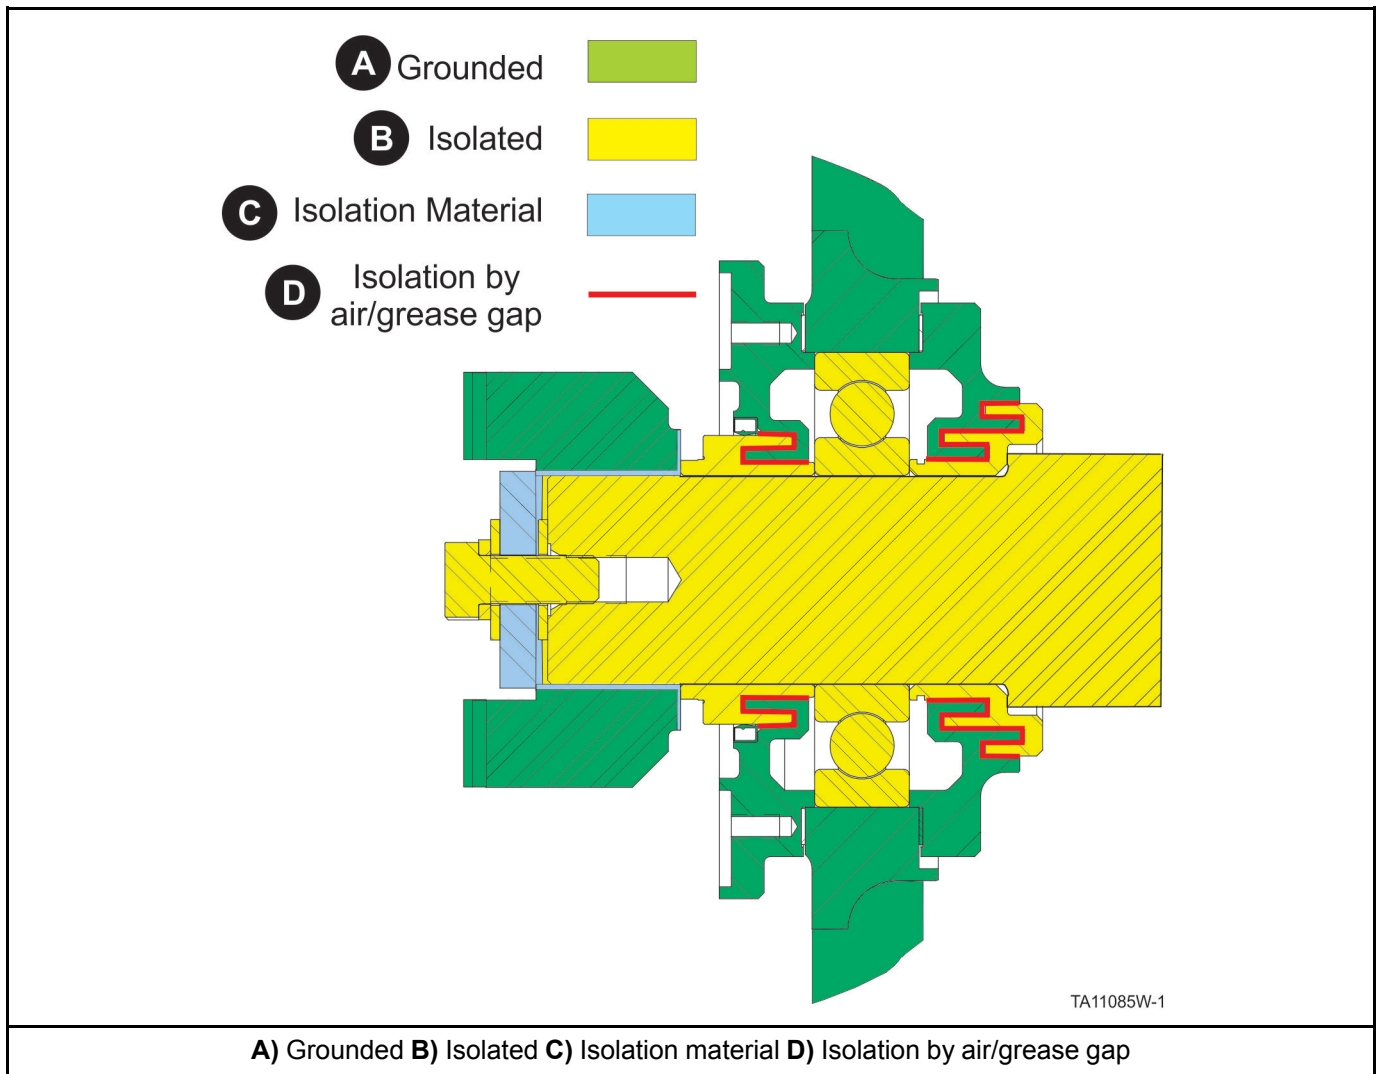 A Grounded
B Isolated
C Isolation Material
D Isolation by
air/grease gap
TA11085W-1
A) Grounded B) Isolated C) Isolation material D) Isolation by air/grease gap